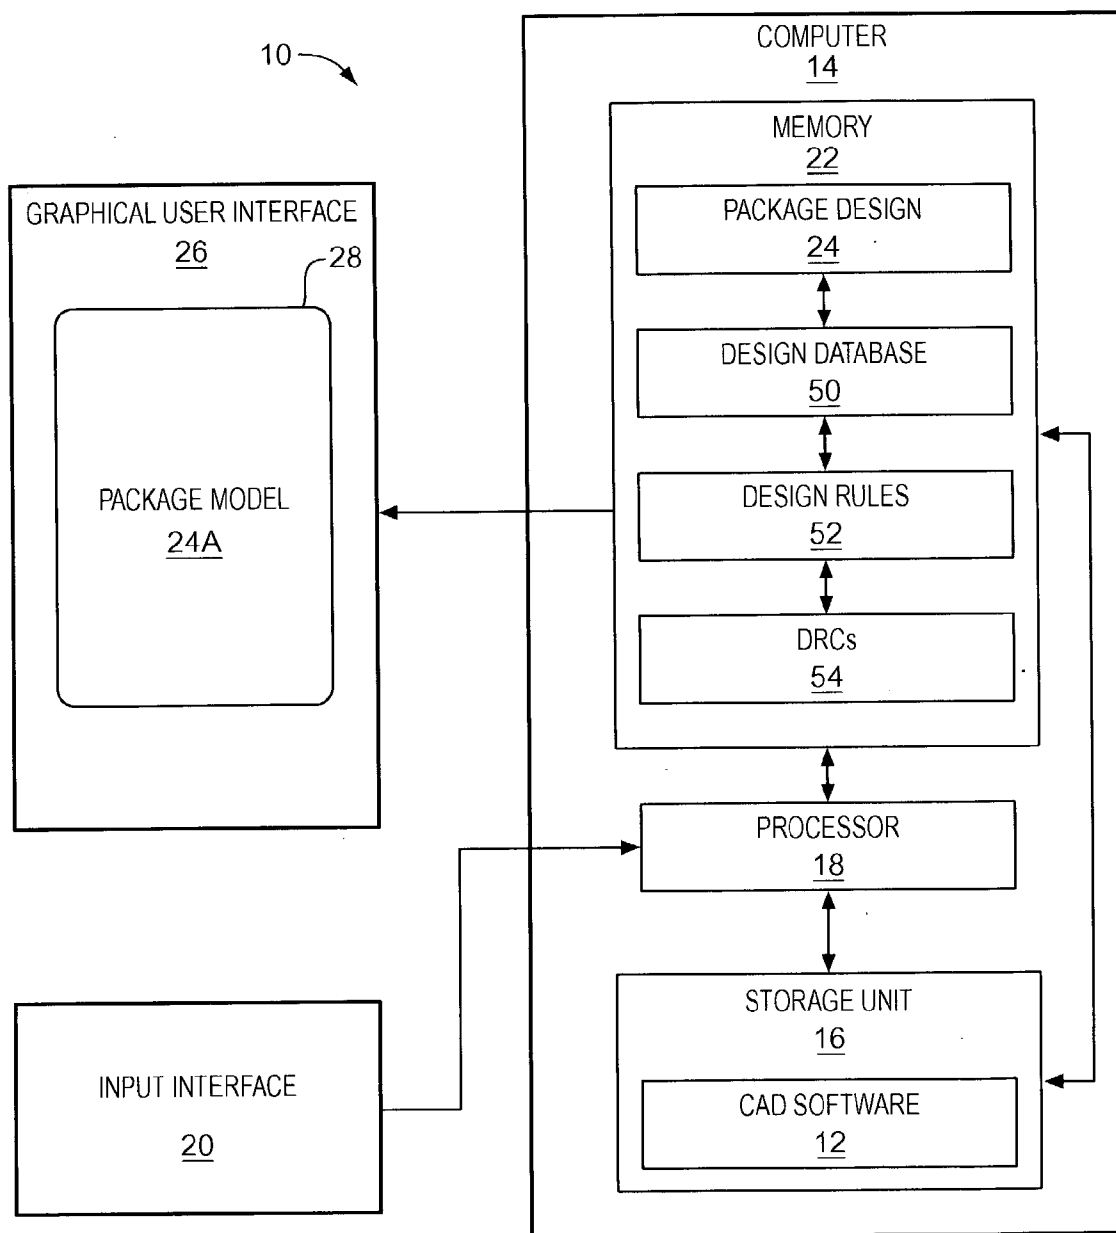 10
COMPUTER
14
MEMORY
22
PACKAGE DESIGN
24
DESIGN DATABASE
50
DESIGN RULES
52
DRCs
54
GRAPHICAL USER INTERFACE
26
28
PACKAGE MODEL
24A
PROCESSOR
18
STORAGE UNIT
16
CAD SOFTWARE
12
INPUT INTERFACE
20